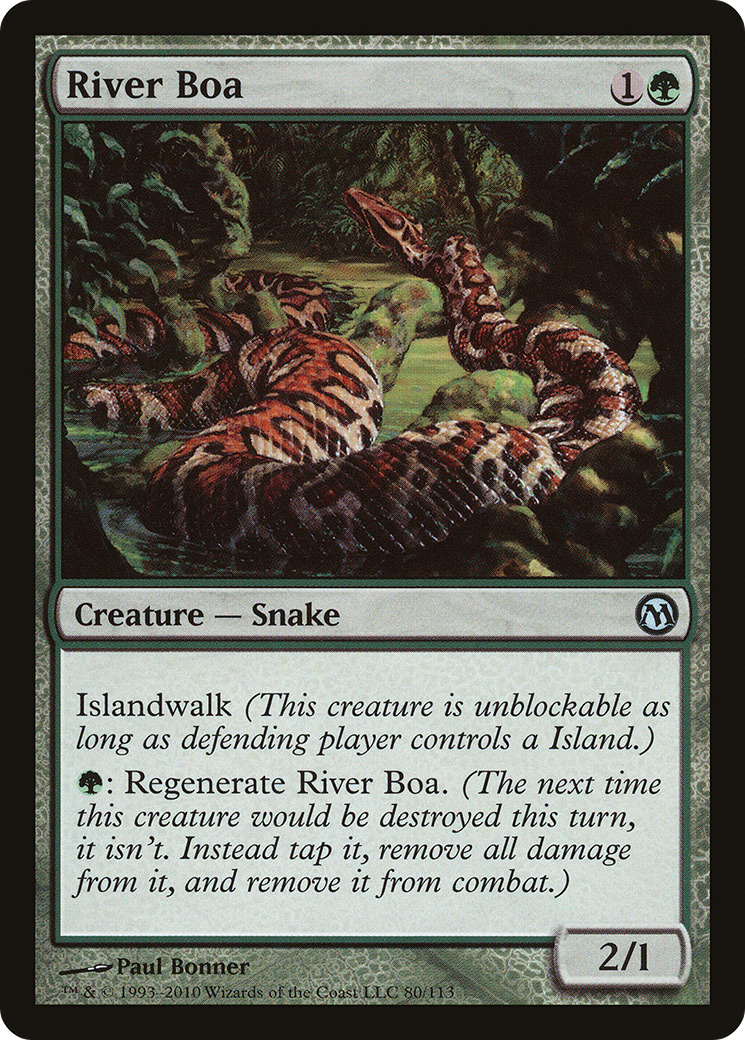 River Boa 1
Creature — Snake
Islandwalk (This creature is unblockable as
long as defending player controls a Island.)
: Regenerate River Boa. (The next time
this creature would be destroyed this turn,
it isn't. Instead tap it, remove all damage
from it, and remove it from combat.)
2/1
Paul Bonner
™ & © 1993–2010 Wizards of the Coast LLC 80/113